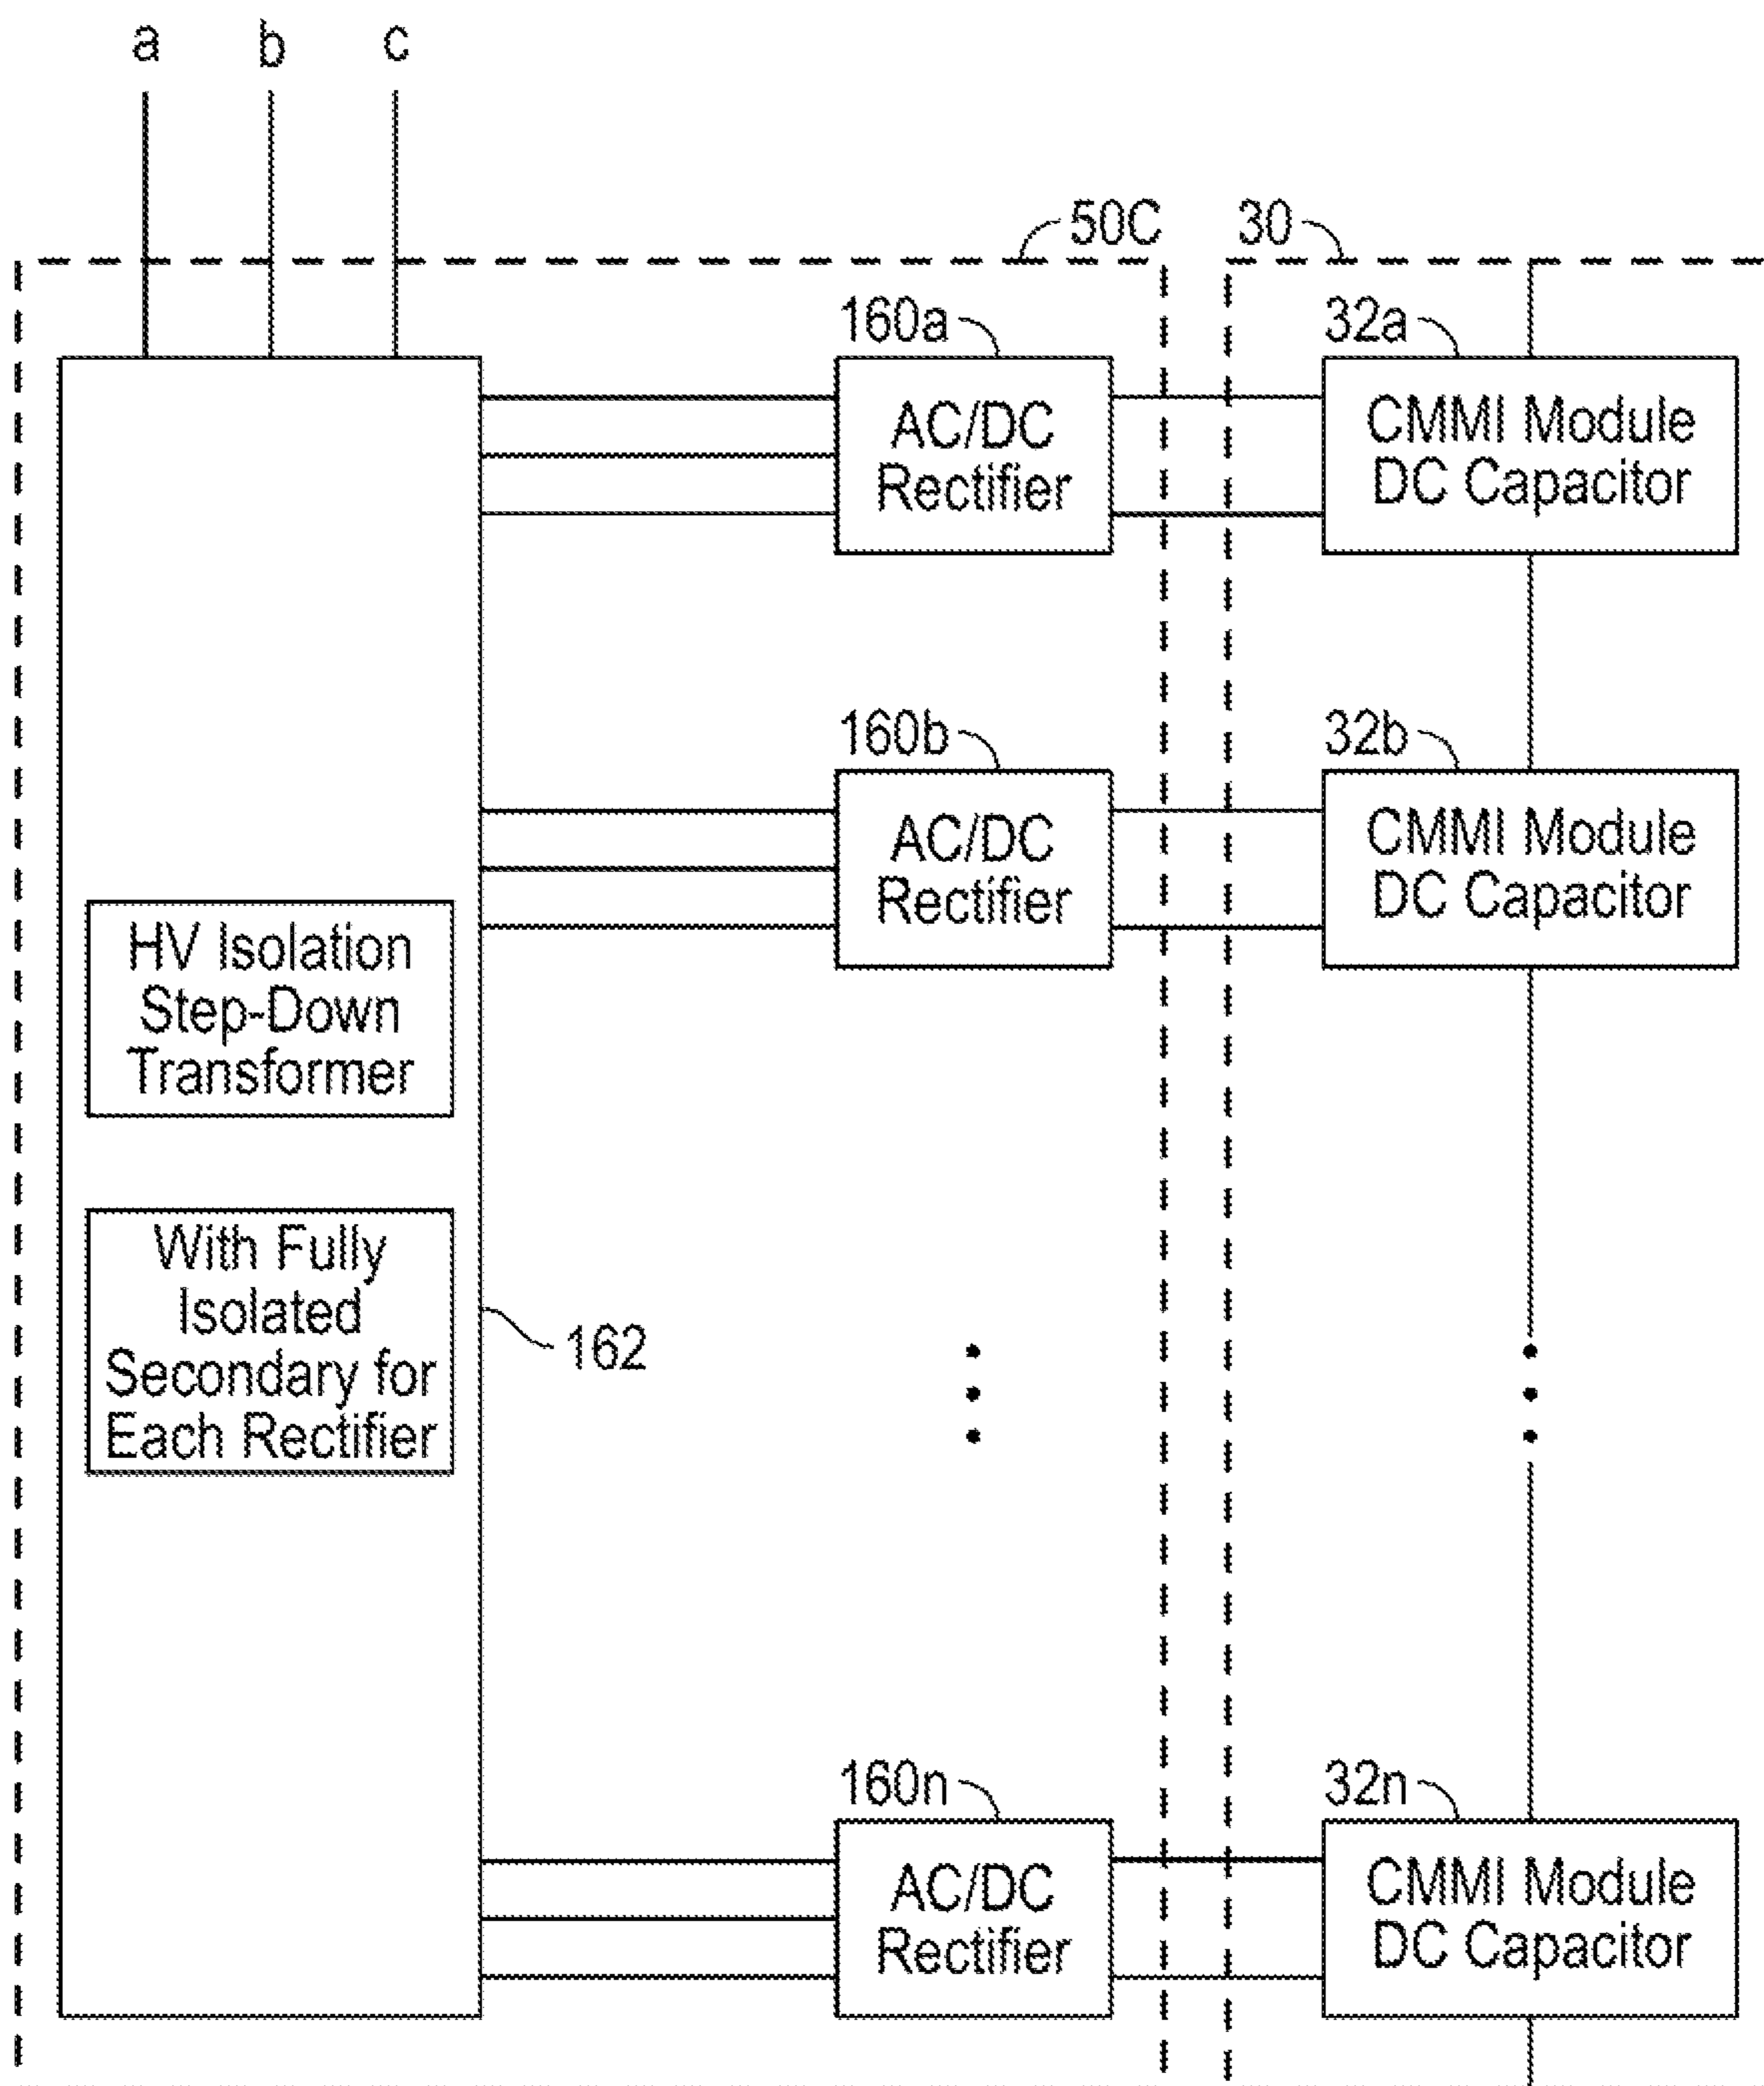 a b c
50C 30
160a 32a
AC/DC
Rectifier
CMMI Module
DC Capacitor
160b 32b
AC/DC
Rectifier
CMMI Module
DC Capacitor
HV Isolation
Step-Down
Transformer
With Fully
Isolated
Secondary for
Each Rectifier
162
160n 32n
AC/DC
Rectifier
CMMI Module
DC Capacitor